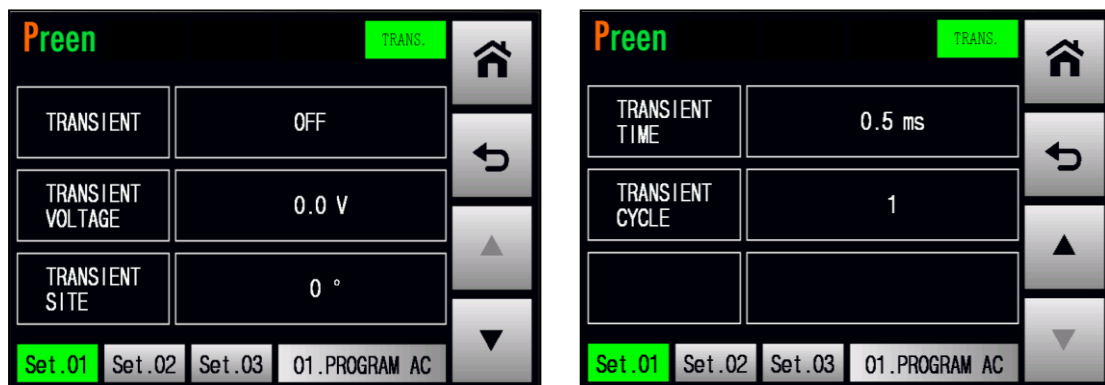 Preen TRANS.
TRANSIENT OFF
TRANSIENT
VOLTAGE 0.0 V
TRANSIENT
SITE 0 °
Set.01 Set.02 Set.03 01.PROGRAM AC
Preen TRANS.
TRANSIENT
TIME 0.5 ms
TRANSIENT
CYCLE 1
Set.01 Set.02 Set.03 01.PROGRAM AC